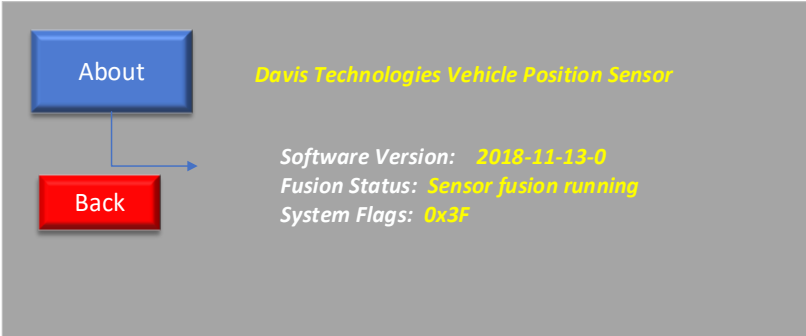 About
Davis Technologies Vehicle Position Sensor
Software Version: 2018-11-13-0
Fusion Status: Sensor fusion running
Back
System Flags: 0x3F